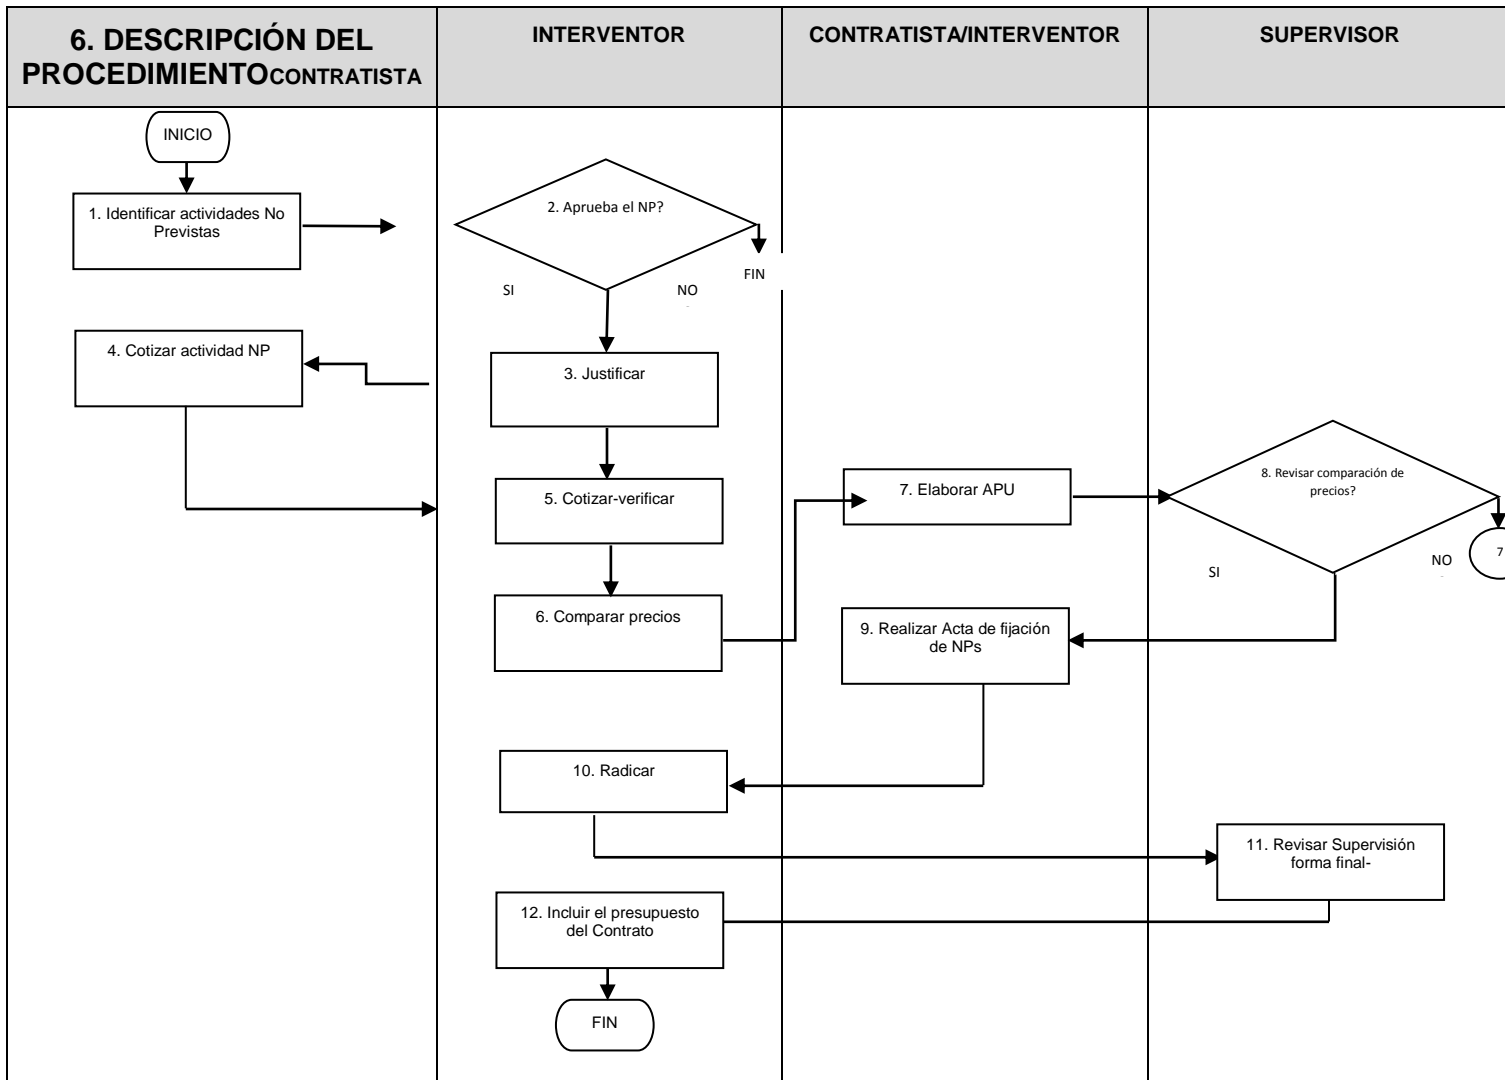 6. DESCRIPCIÓN DEL
PROCEDIMIENTOCONTRATISTA
INTERVENTOR
CONTRATISTA/INTERVENTOR
SUPERVISOR
INICIO
1. Identificar actividades No
Previstas
2. Aprueba el NP?
FIN
SI
NO
4. Cotizar actividad NP
3. Justificar
5. Cotizar-verificar
7. Elaborar APU
8. Revisar comparación de
precios?
7
SI
NO
6. Comparar precios
9. Realizar Acta de fijación
de NPs
10. Radicar
11. Revisar Supervisión
forma final-
12. Incluir el presupuesto
del Contrato
FIN